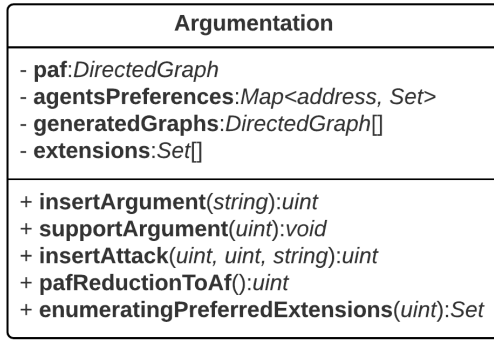 Argumentation
- paf:DirectedGraph
- agentsPreferences:Map<address, Set>
- generatedGraphs:DirectedGraph[]
- extensions:Set[]
+ insertArgument(string):uint
+ supportArgument(uint):void
+ insertAttack(uint, uint, string):uint
+ pafReductionToAf():uint
+ enumeratingPreferredExtensions(uint):Set